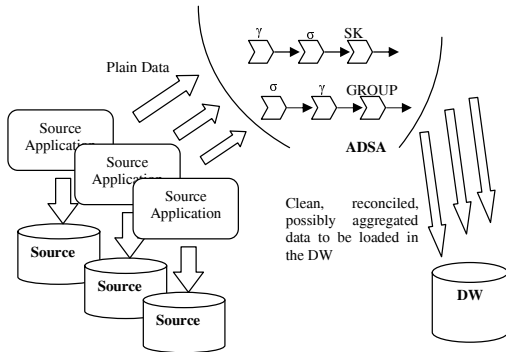 γ σ SK
Plain Data
σ γ GROUP
ADSA
Source
Application
Source
Application
Source
Application
Clean, reconciled,
possibly aggregated
data to be loaded in
the DW
Source
Source
Source
DW